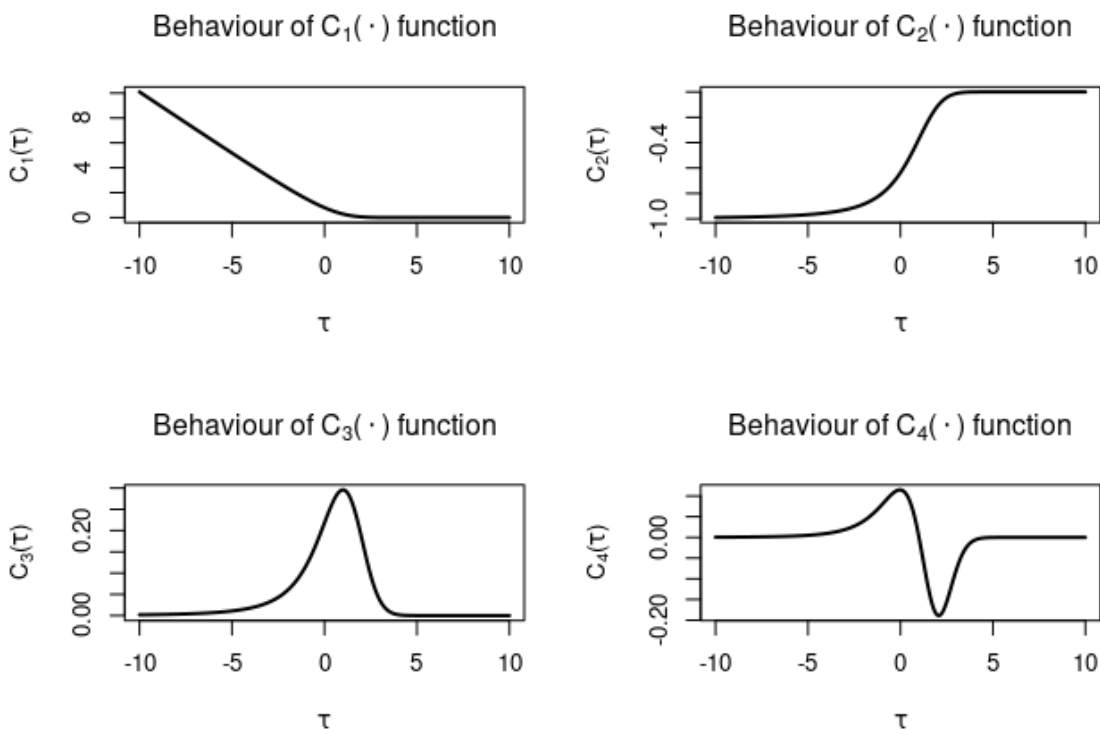 Behaviour of C₁( · ) function
C₁(τ)
0 4 8
-10 -5 0 5 10
τ
Behaviour of C₂( · ) function
C₂(τ)
-1.0 -0.4
-10 -5 0 5 10
τ
Behaviour of C₃( · ) function
C₃(τ)
0.00 0.20
-10 -5 0 5 10
τ
Behaviour of C₄( · ) function
C₄(τ)
-0.20 0.00
-10 -5 0 5 10
τ